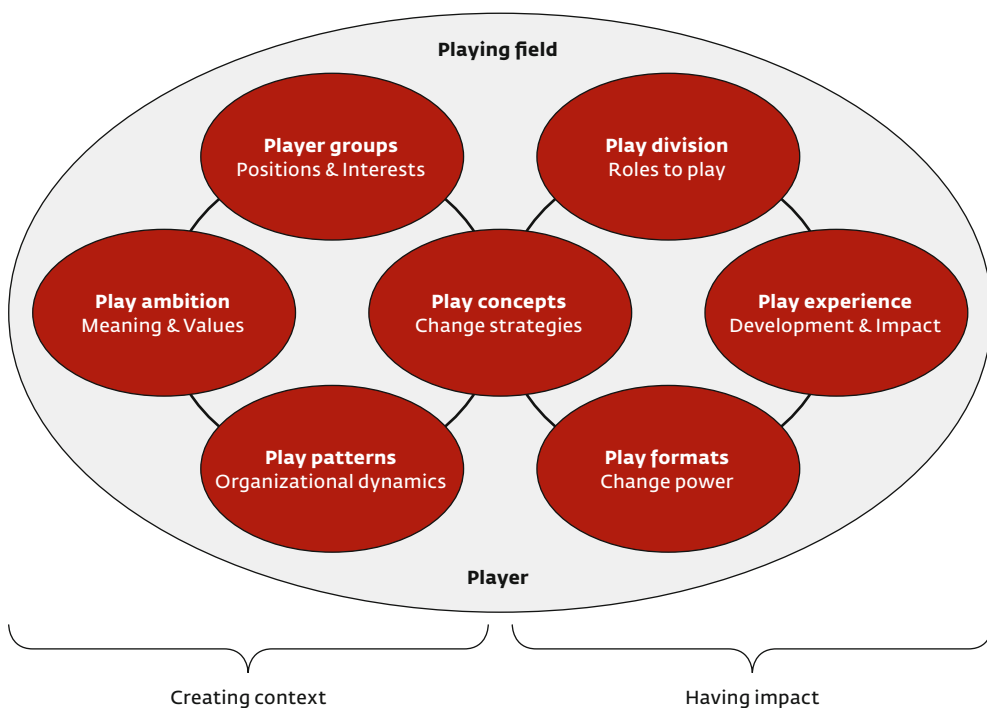 Playing field
Player groups
Positions & Interests
Play division
Roles to play
Play ambition
Meaning & Values
Play concepts
Change strategies
Play experience
Development & Impact
Play patterns
Organizational dynamics
Play formats
Change power
Player
Creating context
Having impact